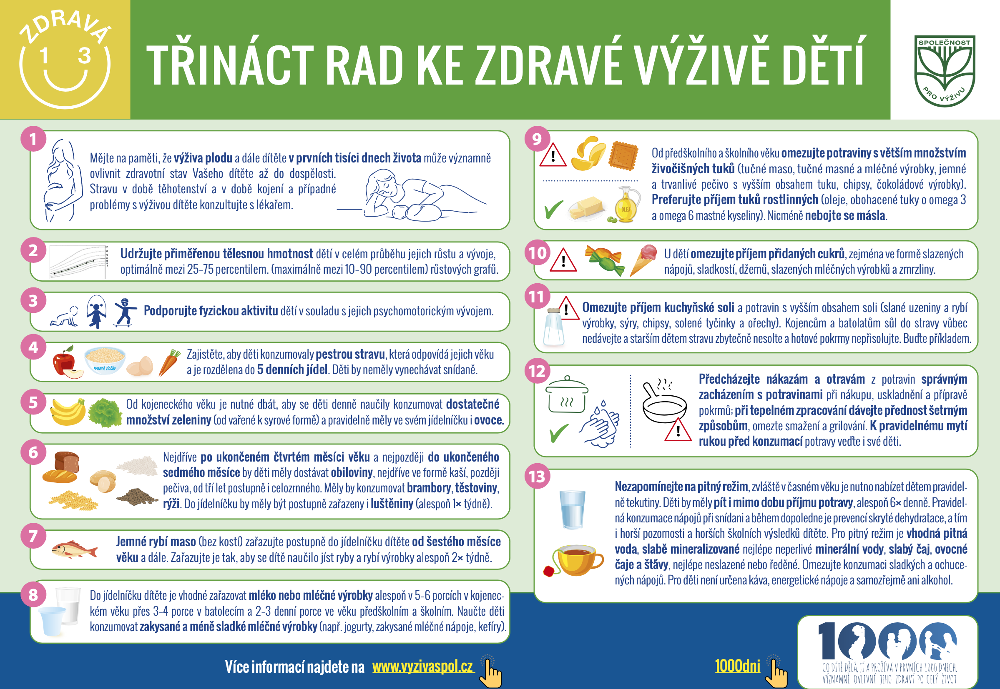 ZDRAVÁ
1 3
TŘINÁCT RAD KE ZDRAVÉ VÝŽIVĚ DĚTÍ
SPOLEČNOST
PRO VÝŽIVU
1
Mějte na paměti, že výživa plodu a dále dítěte v prvních tisíci dnech života může významně
ovlivnit zdravotní stav Vašeho dítěte až do dospělosti.
Stravu v době těhotenství a v době kojení a případné
problémy s výživou dítěte konzultujte s lékařem.
2
97
90
75
50
25
10
3
Udržujte přiměřenou tělesnou hmotnost dětí v celém průběhu jejich růstu a vývoje,
optimálně mezi 25-75 percentilem. (maximálně mezi 10-90 percentilem) růstových grafů.
3
Podporujte fyzickou aktivitu dětí v souladu s jejich psychomotorickým vývojem.
4
ovesné vločky
Zajistěte, aby děti konzumovaly pestrou stravu, která odpovídá jejich věku
a je rozdělena do 5 denních jídel. Děti by neměly vynechávat snídaně.
5
Od kojeneckého věku je nutné dbát, aby se děti denně naučily konzumovat dostatečné
množství zeleniny (od vařené k syrové formě) a pravidelně měly ve svém jídelníčku i ovoce.
6
Nejdříve po ukončeném čtvrtém měsíci věku a nejpozději do ukončeného
sedmého měsíce by děti měly dostávat obiloviny, nejdříve ve formě kaší, později
pečiva, od tří let postupně i celozrnného. Měly by konzumovat brambory, těstoviny,
rýži. Do jídelníčku by měly být postupně zařazeny i luštěniny (alespoň 1× týdně).
7
Jemné rybí maso (bez kostí) zařazujte postupně do jídelníčku dítěte od šestého měsíce
věku a dále. Zařazujte je tak, aby se dítě naučilo jíst ryby a rybí výrobky alespoň 2× týdně.
8
Do jídelníčku dítěte je vhodné zařazovat mléko nebo mléčné výrobky alespoň v 5-6 porcích v kojenec-
kém věku přes 3-4 porce v batolecím a 2-3 denní porce ve věku předškolním a školním. Naučte děti
konzumovat zakysané a méně sladké mléčné výrobky (např. jogurty, zakysané mléčné nápoje, kefíry).
9
!
OLEJ
Od předškolního a školního věku omezujte potraviny s větším množstvím
živočišných tuků (tučné maso, tučné masné a mléčné výrobky, jemné
a trvanlivé pečivo s vyšším obsahem tuku, chipsy, čokoládové výrobky).
Preferujte příjem tuků rostlinných (oleje, obohacené tuky o omega 3
a omega 6 mastné kyseliny). Nicméně nebojte se másla.
10
!
U dětí omezujte příjem přidaných cukrů, zejména ve formě slazených
nápojů, sladkostí, džemů, slazených mléčných výrobků a zmrzliny.
11
!
Omezujte příjem kuchyňské soli a potravin s vyšším obsahem soli (slané uzeniny a rybí
výrobky, sýry, chipsy, solené tyčinky a ořechy). Kojencům a batolatům sůl do stravy vůbec
nedávejte a starším dětem stravu zbytečně nesolte a hotové pokrmy nepřisolujte. Buďte příkladem.
12
!
Předcházejte nákazám a otravám z potravin správným
zacházením s potravinami při nákupu, uskladnění a přípravě
pokrmů; při tepelném zpracování dávejte přednost šetrným
způsobům, omezte smažení a grilování. K pravidelnému mytí
rukou před konzumací potravy veďte i své děti.
13
Nezapomínejte na pitný režim, zvláště v časném věku je nutno nabízet dětem pravidel-
ně tekutiny. Děti by měly pít i mimo dobu příjmu potravy, alespoň 6× denně. Pravidel-
ná konzumace nápojů při snídani a během dopoledne je prevencí skryté dehydratace, a tím
i horší pozornosti a horších školních výsledků dítěte. Pro pitný režim je vhodná pitná
voda, slabě mineralizované nejlépe neperlivé minerální vody, slabý čaj, ovocné
čaje a šťávy, nejlépe neslazené nebo ředěné. Omezujte konzumaci sladkých a ochuce-
ných nápojů. Pro děti není určena káva, energetické nápoje a samozřejmě ani alkohol.
Více informací najdete na www.vyzivaspol.cz
1000dni
1000
CO DÍTĚ DĚLÁ, JÍ A PROŽÍVÁ V PRVNÍCH 1000 DNECH,
VÝZNAMNĚ OVLIVNÍ JEHO ZDRAVÍ PO CELÝ ŽIVOT